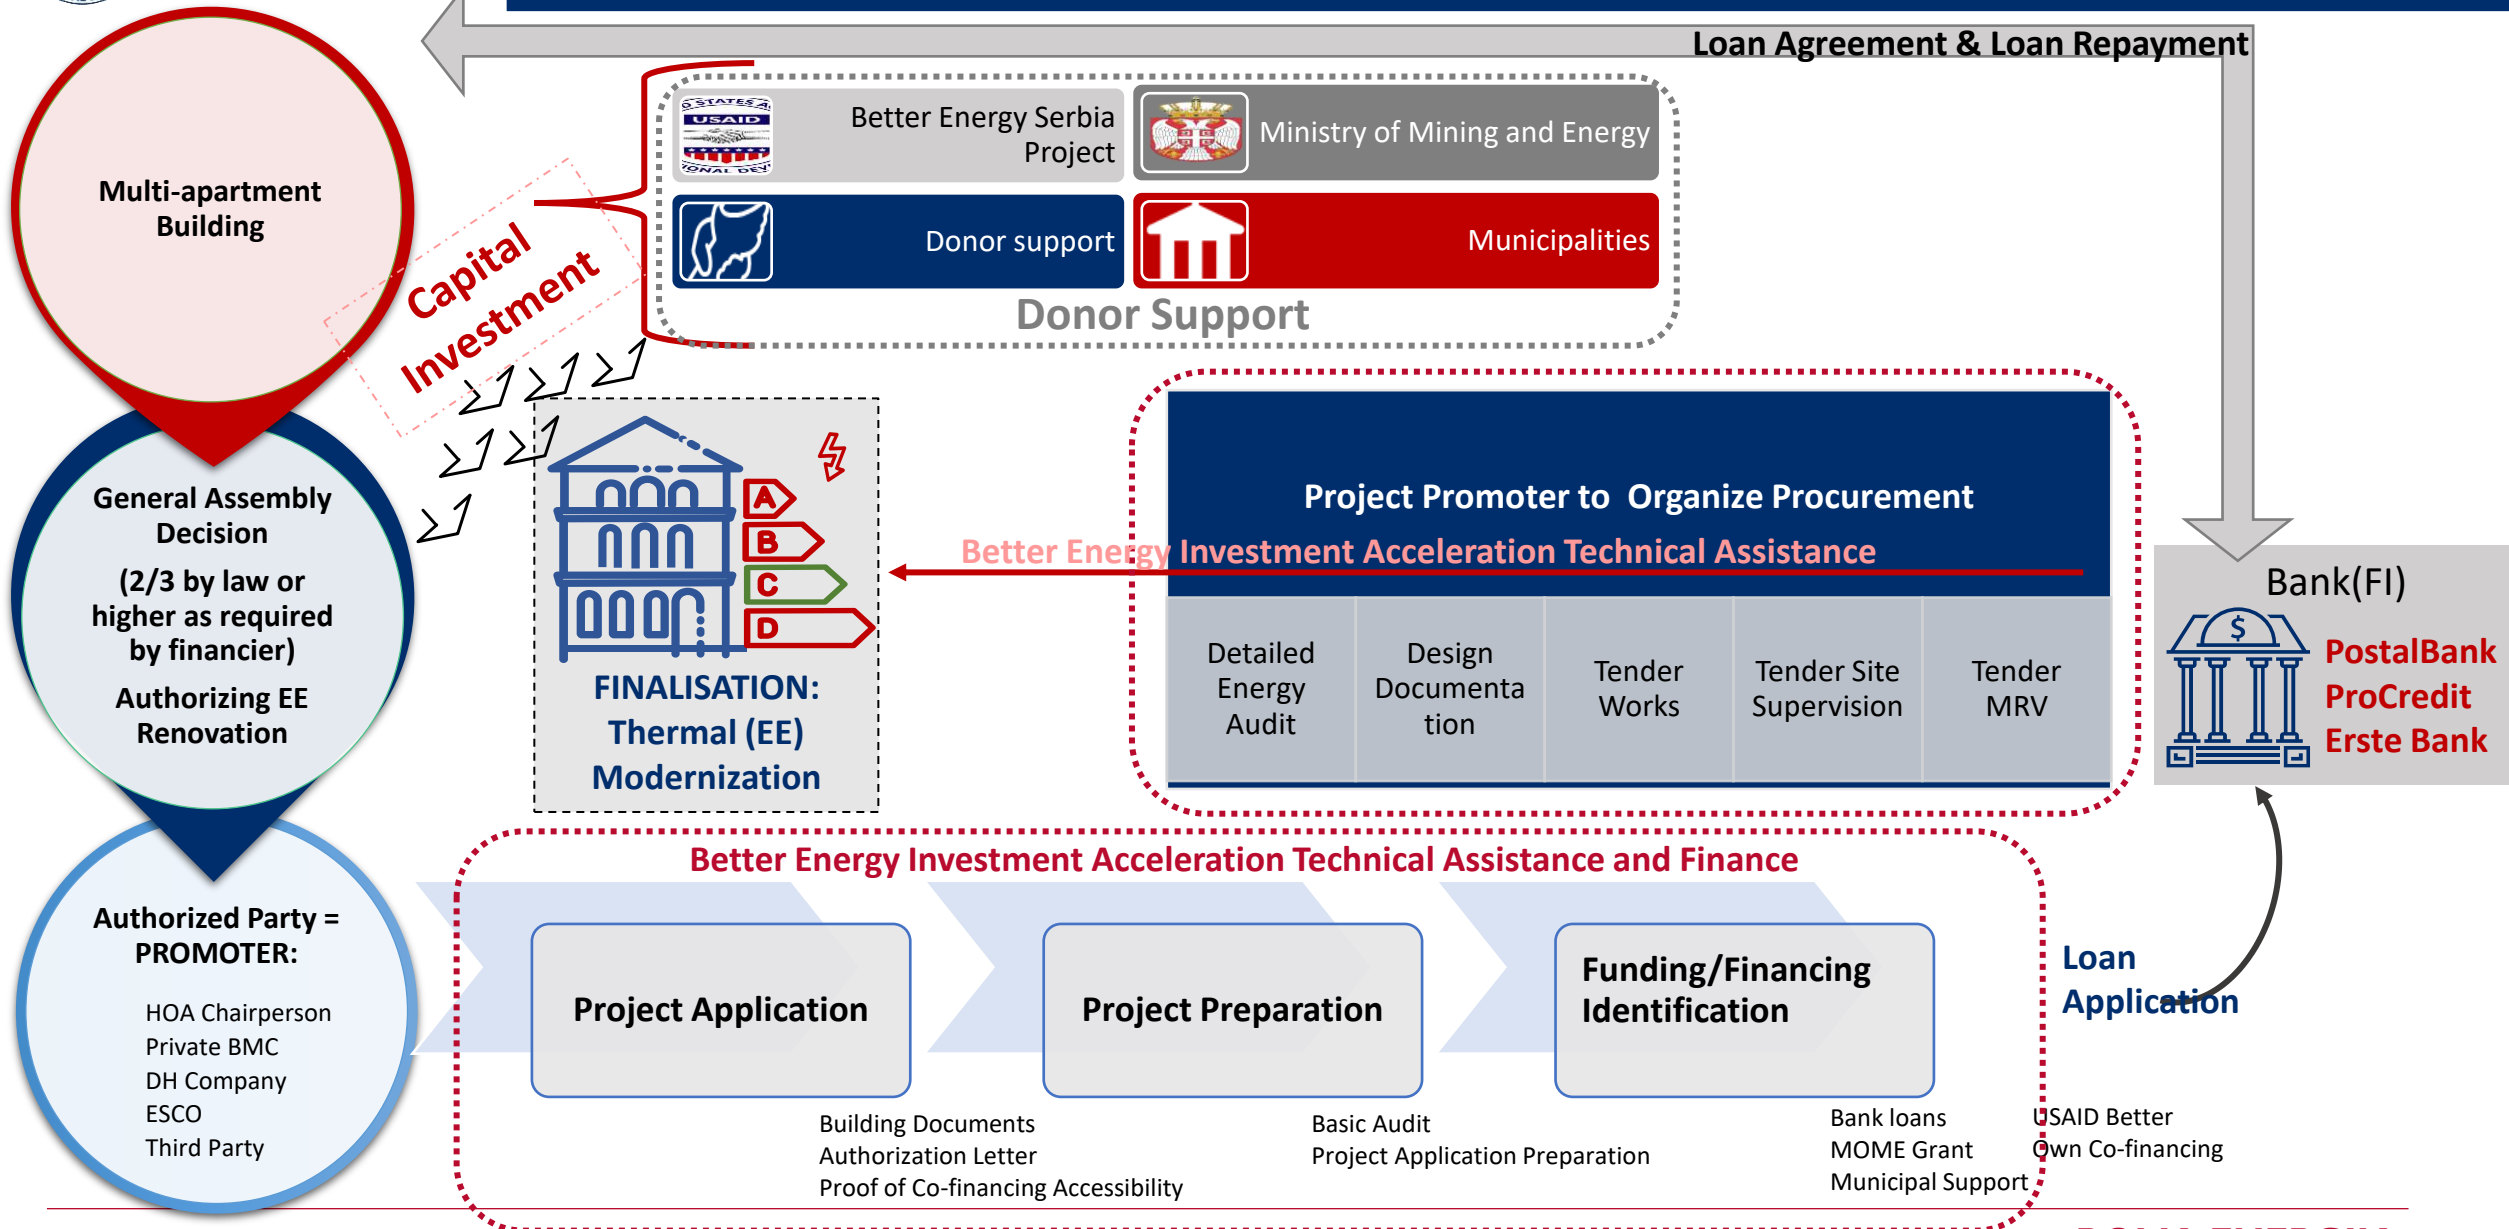 Loan Agreement & Loan Repayment
Multi-apartment
Building
Capital
Investment
USAID
Better Energy Serbia
Project
Ministry of Mining and Energy
Donor support
Municipalities
Donor Support
General Assembly
Decision
(2/3 by law or
higher as required
by financier)
Authorizing EE
Renovation
A
B
C
D
FINALISATION:
Thermal (EE)
Modernization
Project Promoter to Organize Procurement
Better Energy Investment Acceleration Technical Assistance
Detailed
Energy
Audit
Design
Documenta
tion
Tender
Works
Tender Site
Supervision
Tender
MRV
Bank(FI)
$
PostalBank
ProCredit
Erste Bank
Better Energy Investment Acceleration Technical Assistance and Finance
Authorized Party =
PROMOTER:
HOA Chairperson
Private BMC
DH Company
ESCO
Third Party
Project Application
Project Preparation
Funding/Financing
Identification
Loan
Application
Building Documents
Authorization Letter
Proof of Co-financing Accessibility
Basic Audit
Project Application Preparation
Bank loans
MOME Grant
Municipal Support
USAID Better
Own Co-financing